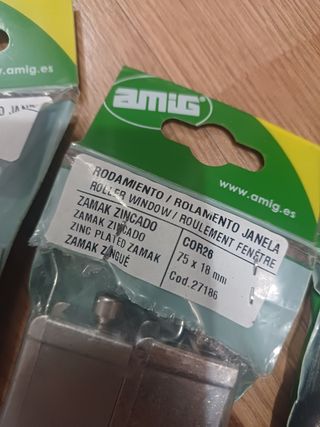 www.amig.es
AMIG
www.amig.es
RODAMIENTO / ROLAMENTO JANELA
ROLLER WINDOW / ROULEMENT FENÊTRE
ZAMAK ZINCADO
ZAMAK ZINCADO
ZINC PLATED ZAMAK
ZAMAK ZINGUÉ
COR26
75 X 18 mm
Cod.27186